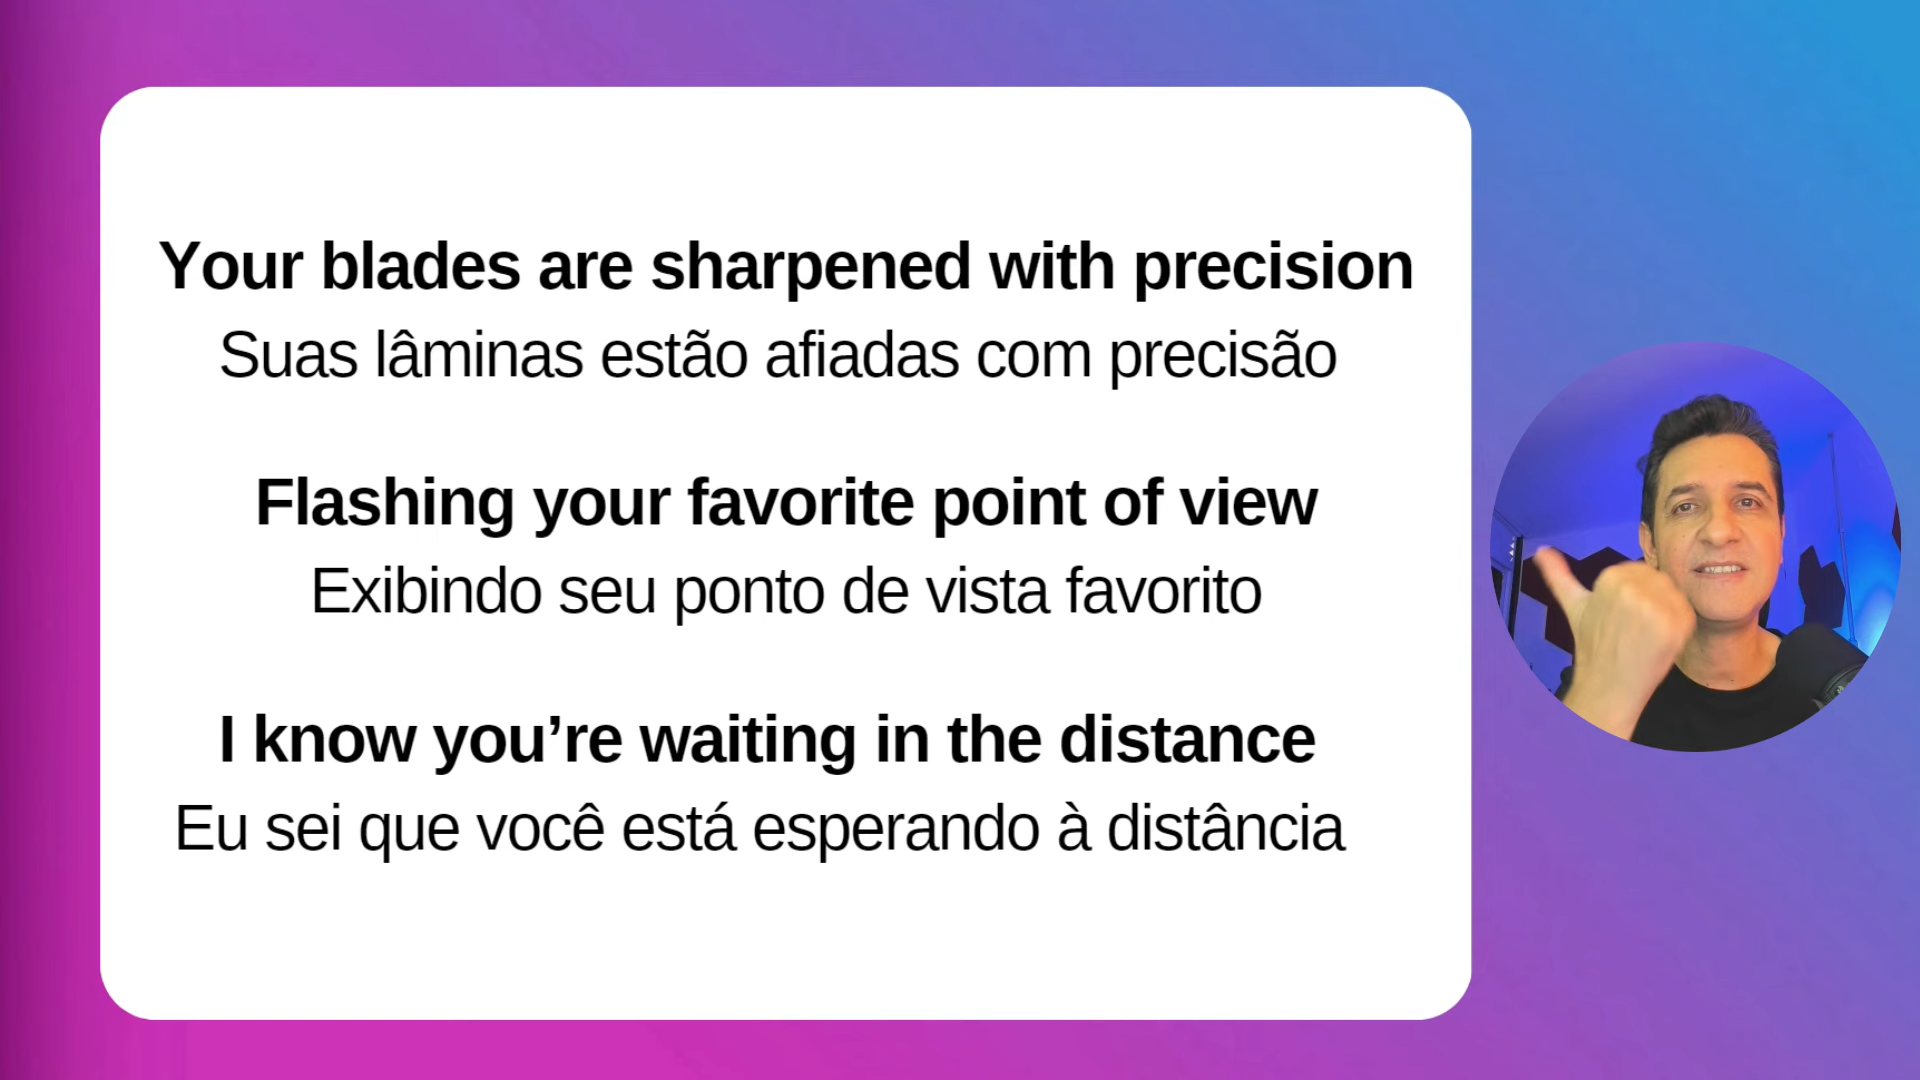 Your blades are sharpened with precision
Suas lâminas estão afiadas com precisão
Flashing your favorite point of view
Exibindo seu ponto de vista favorito
I know you’re waiting in the distance
Eu sei que você está esperando à distância